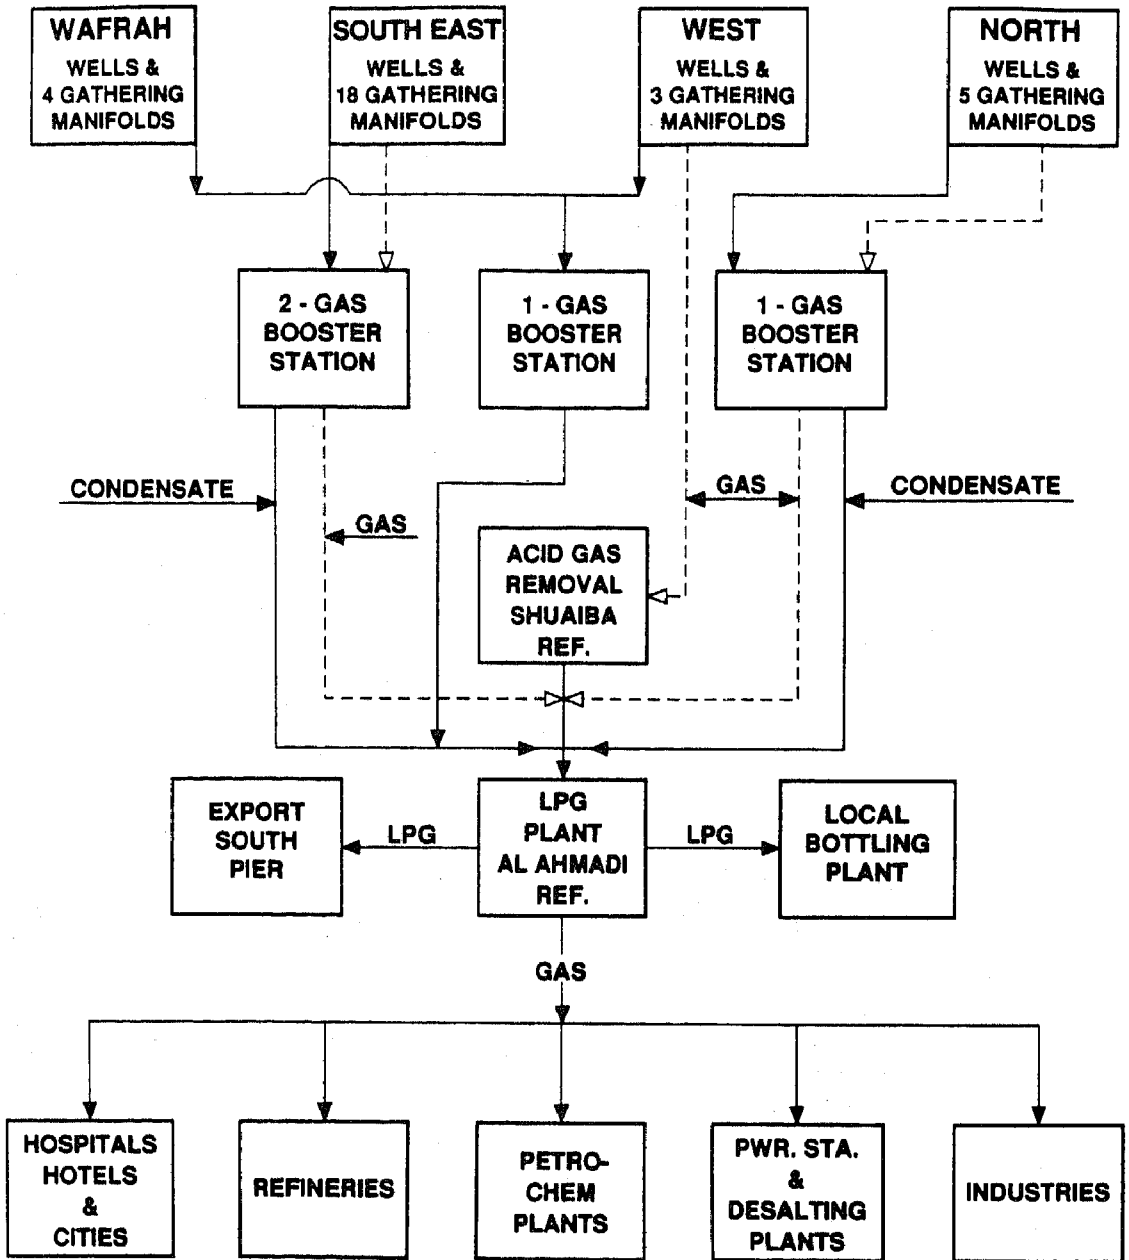 WAFRAH
WELLS &
4 GATHERING
MANIFOLDS
SOUTH EAST
WELLS &
18 GATHERING
MANIFOLDS
WEST
WELLS &
3 GATHERING
MANIFOLDS
NORTH
WELLS &
5 GATHERING
MANIFOLDS
2 - GAS
BOOSTER
STATION
1 - GAS
BOOSTER
STATION
1 - GAS
BOOSTER
STATION
CONDENSATE
GAS
GAS
CONDENSATE
ACID GAS
REMOVAL
SHUAIBA
REF.
EXPORT
SOUTH
PIER
LPG
LPG
PLANT
AL AHMADI
REF.
LPG
LOCAL
BOTTLING
PLANT
GAS
HOSPITALS
HOTELS
&
CITIES
REFINERIES
PETRO-
CHEM
PLANTS
PWR. STA.
&
DESALTING
PLANTS
INDUSTRIES